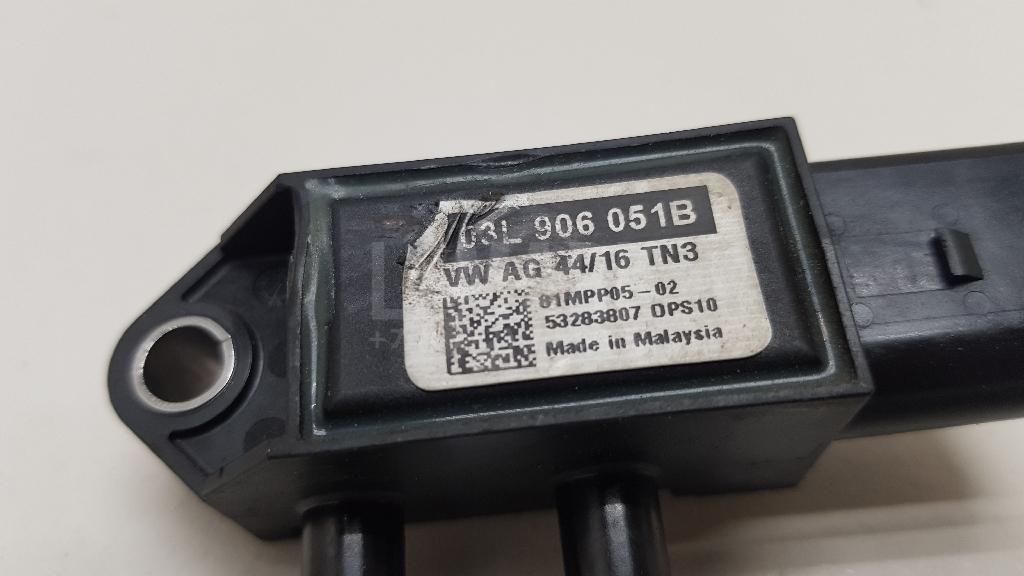 03L 906 051B
VW AG 44/16 TN3
81MPP05-02
53283807 DPS10
Made in Malaysia